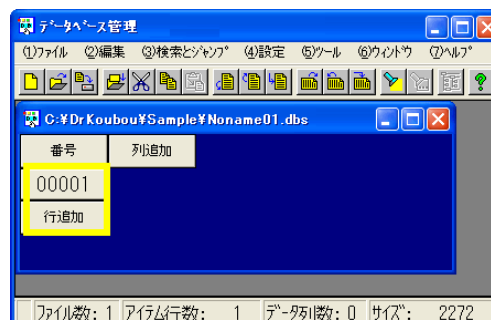 ﾃﾞｰﾀﾍﾞｰｽ管理
(1)ﾌｧｲﾙ (2)編集 (3)検索とｼﾞｬﾝﾌﾟ (4)設定 (5)ﾂｰﾙ (6)ｳｨﾝﾄﾞｳ (7)ﾍﾙﾌﾟ
C:¥DrKoubou¥Sample¥Noname01.dbs
番号 列追加
00001
行追加
ﾌｧｲﾙ数: 1 ｱｲﾃﾑ(行数: 1 ﾃﾞｰﾀ列数: 0 ｻｲｽﾞ: 2272